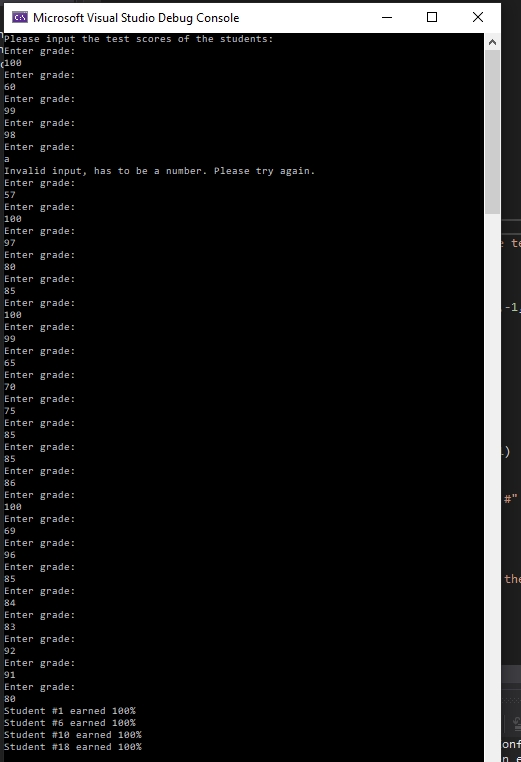 Microsoft Visual Studio Debug Console
Please input the test scores of the students:
Enter grade:
100
Enter grade:
60
Enter grade:
99
Enter grade:
98
Enter grade:
a
Invalid input, has to be a number. Please try again.
Enter grade:
57
Enter grade:
100
Enter grade:
97
Enter grade:
80
Enter grade:
85
Enter grade:
100
Enter grade:
99
Enter grade:
65
Enter grade:
70
Enter grade:
75
Enter grade:
85
Enter grade:
85
Enter grade:
86
Enter grade:
100
Enter grade:
69
Enter grade:
96
Enter grade:
85
Enter grade:
84
Enter grade:
83
Enter grade:
92
Enter grade:
91
Enter grade:
80
Student #1 earned 100%
Student #6 earned 100%
Student #10 earned 100%
Student #18 earned 100%
te
-1,
)
#"
the